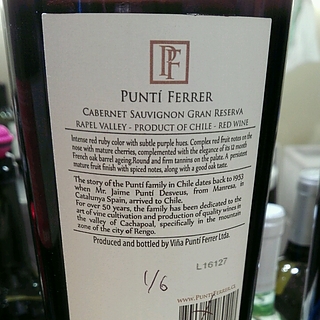 PF
PUNTÍ FERRER
CABERNET SAUVIGNON GRAN RESERVA
RAPEL VALLEY - PRODUCT OF CHILE - RED WINE
Intense red ruby color with subtle purple hues. Complex red fruit notes on the
nose with mature cherries, complemented with the elegance of its 12 month
French oak barrel ageing.Round and firm tannins on the palate. A persistent
mature fruit finish with spiced notes, along with a good oak taste.
The story of the Puntí family in Chile dates back to 1953
when Mr. Jaime Puntí Desveus, from Manresa, in
Catalunya Spain, arrived to Chile.
For over 50 years, the family has been dedicated to the
art of vine cultivation and production of quality wines in
the valley of Cachapoal, specifically in the mountain
zone of the city of Rengo.
Produced and bottled by Viña Puntí Ferrer Ltda.
L16127
1/6
WWW.PUNTIFERRER.CL